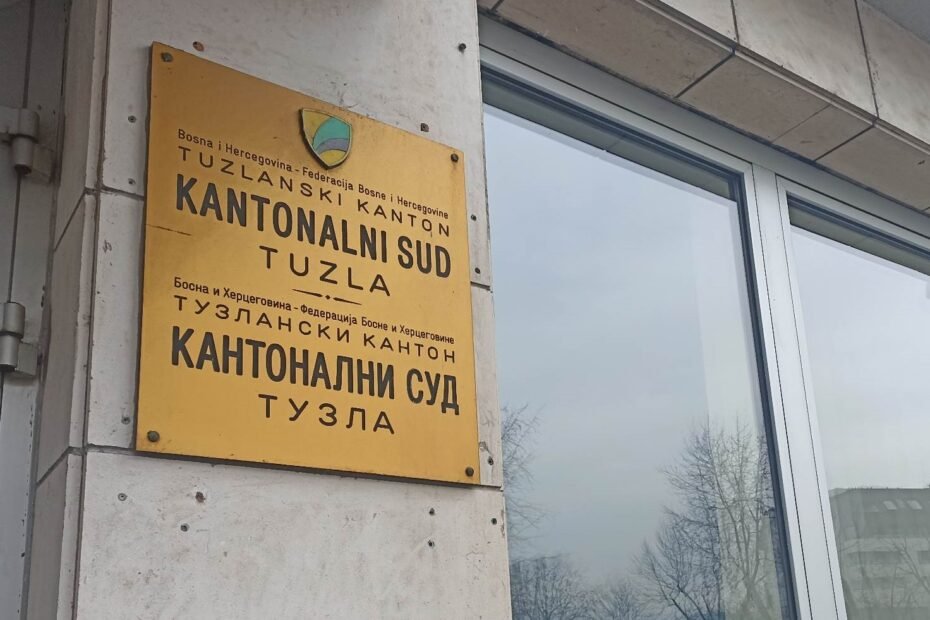 Bosna i Hercegovina - Federacija Bosne i Hercegovine
TUZLANSKI KANTON
KANTONALNI SUD
TUZLA
Босна и Херцеговина - Федерација Босне и Херцеговине
ТУЗЛАНСКИ КАНТОН
КАНТОНАЛНИ СУД
ТУЗЛА